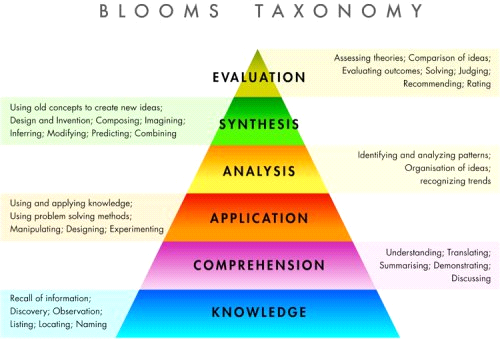 BLOOMS TAXONOMY
EVALUATION
Assessing theories; Comparison of ideas;
Evaluating outcomes; Solving; Judging;
Recommending; Rating
Using old concepts to create new ideas;
Design and Invention; Composing; Imagining;
Inferring; Modifying; Predicting; Combining
SYNTHESIS
ANALYSIS
Identifying and analyzing patterns;
Organisation of ideas;
recognizing trends
Using and applying knowledge;
Using problem solving methods;
Manipulating; Designing; Experimenting
APPLICATION
COMPREHENSION
Understanding; Translating;
Summarising; Demonstrating;
Discussing
Recall of information;
Discovery; Observation;
Listing; Locating; Naming
KNOWLEDGE